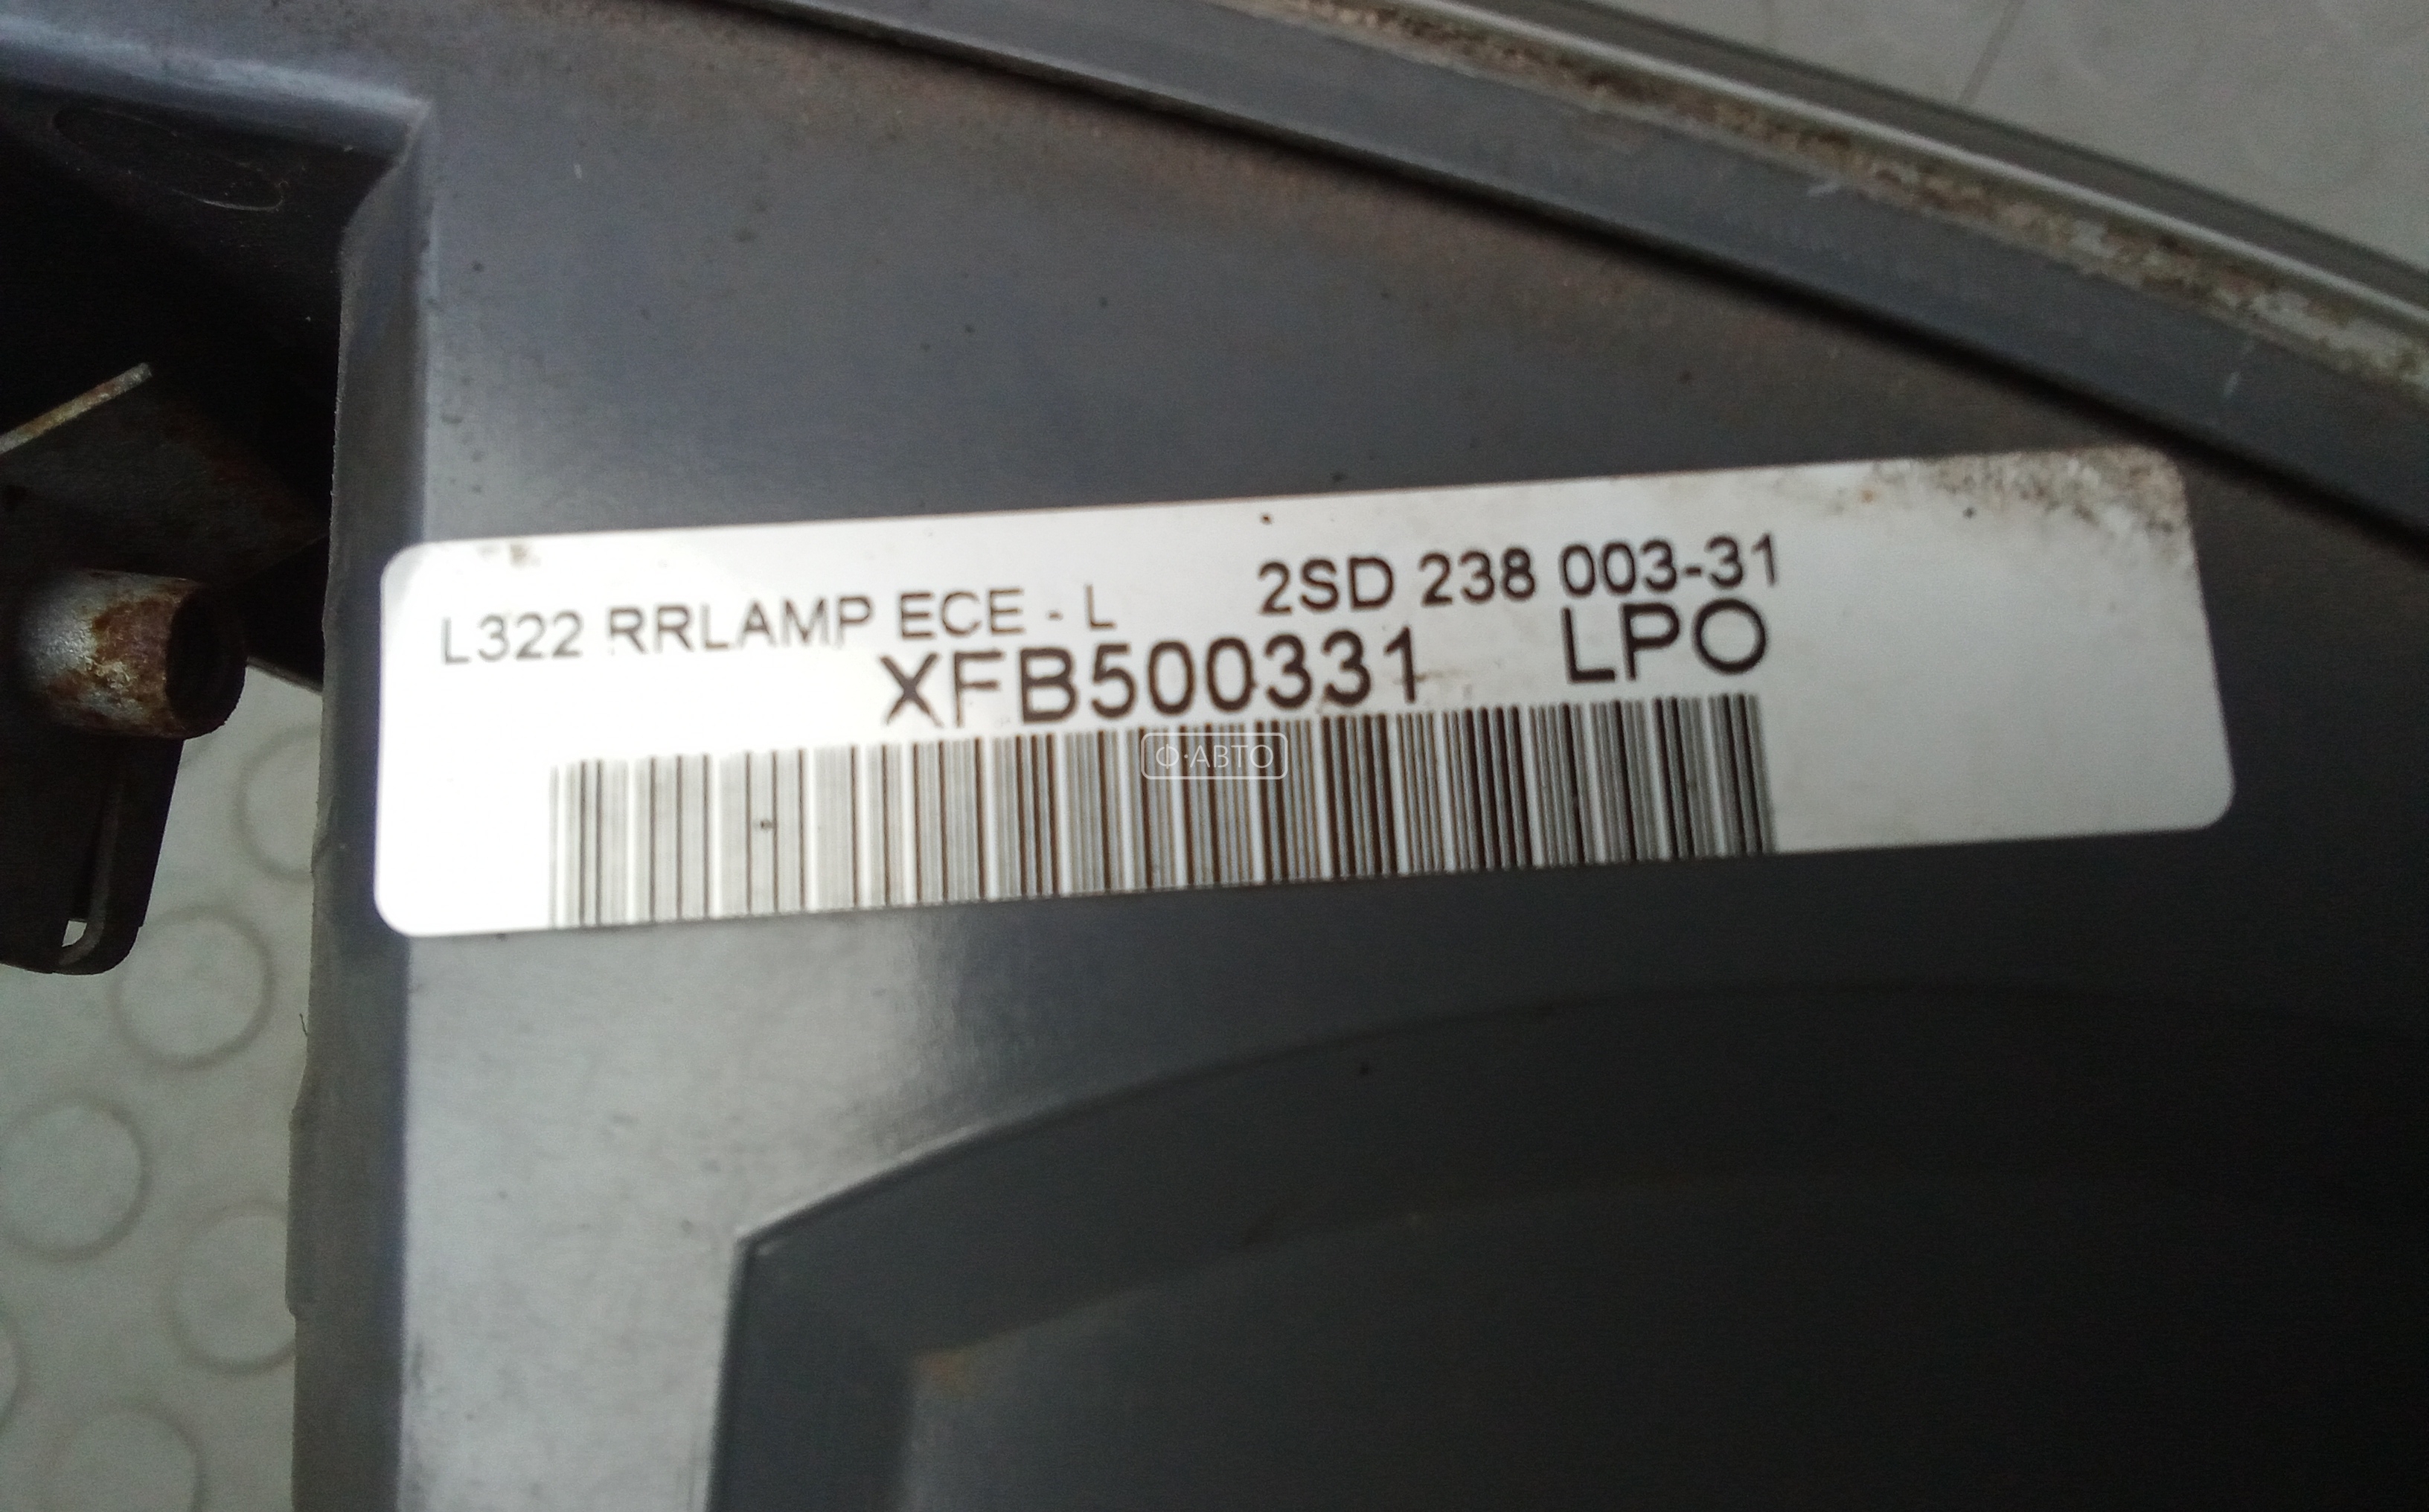 L322 RRLAMP ECE - L 2SD 238 003-31
XFB500331 LPO
Ф·АВТО